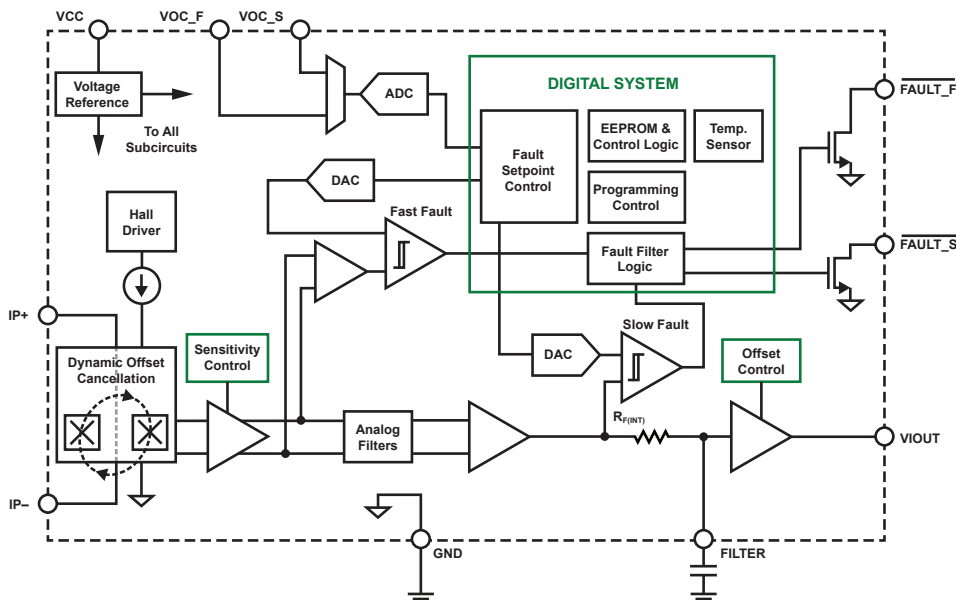 VCC
VOC_F
VOC_S
Voltage
Reference
To All
Subcircuits
ADC
DIGITAL SYSTEM
Fault
Setpoint
Control
EEPROM &
Control Logic
Temp.
Sensor
Programming
Control
Fault Filter
Logic
FAULT_F
FAULT_S
DAC
Fast Fault
Hall
Driver
IP+
Dynamic Offset
Cancellation
Sensitivity
Control
DAC
Slow Fault
Offset
Control
Analog
Filters
RF(INT)
VIOUT
IP–
GND
FILTER